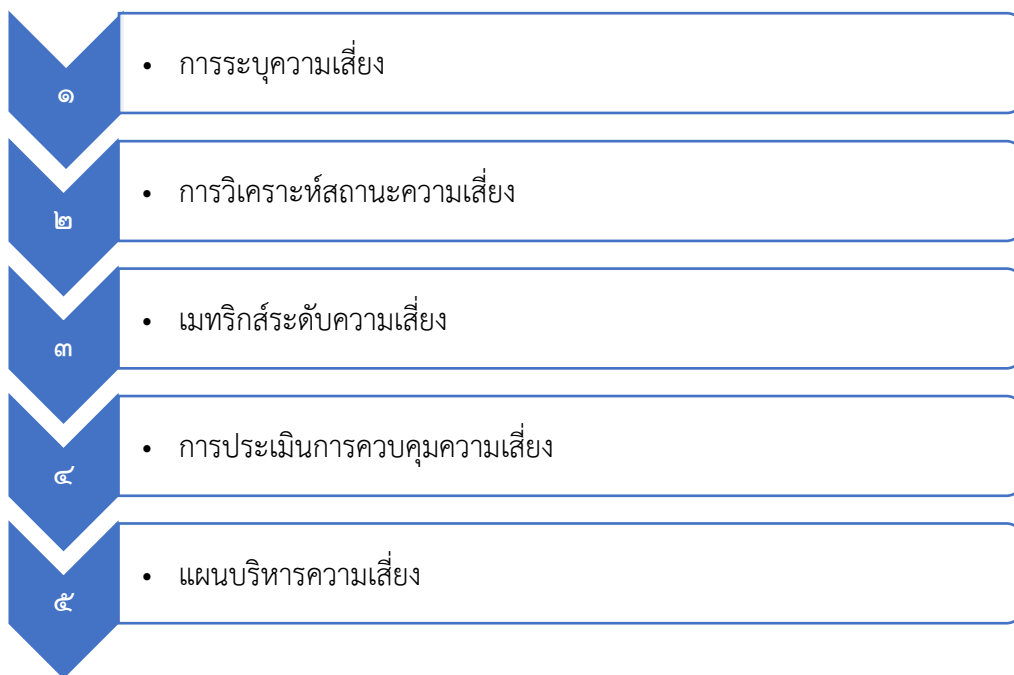 ๑
• การระบุความเสี่ยง
๒
• การวิเคราะห์สถานะความเสี่ยง
๓
• เมทริกส์ระดับความเสี่ยง
๔
• การประเมินการควบคุมความเสี่ยง
๕
• แผนบริหารความเสี่ยง